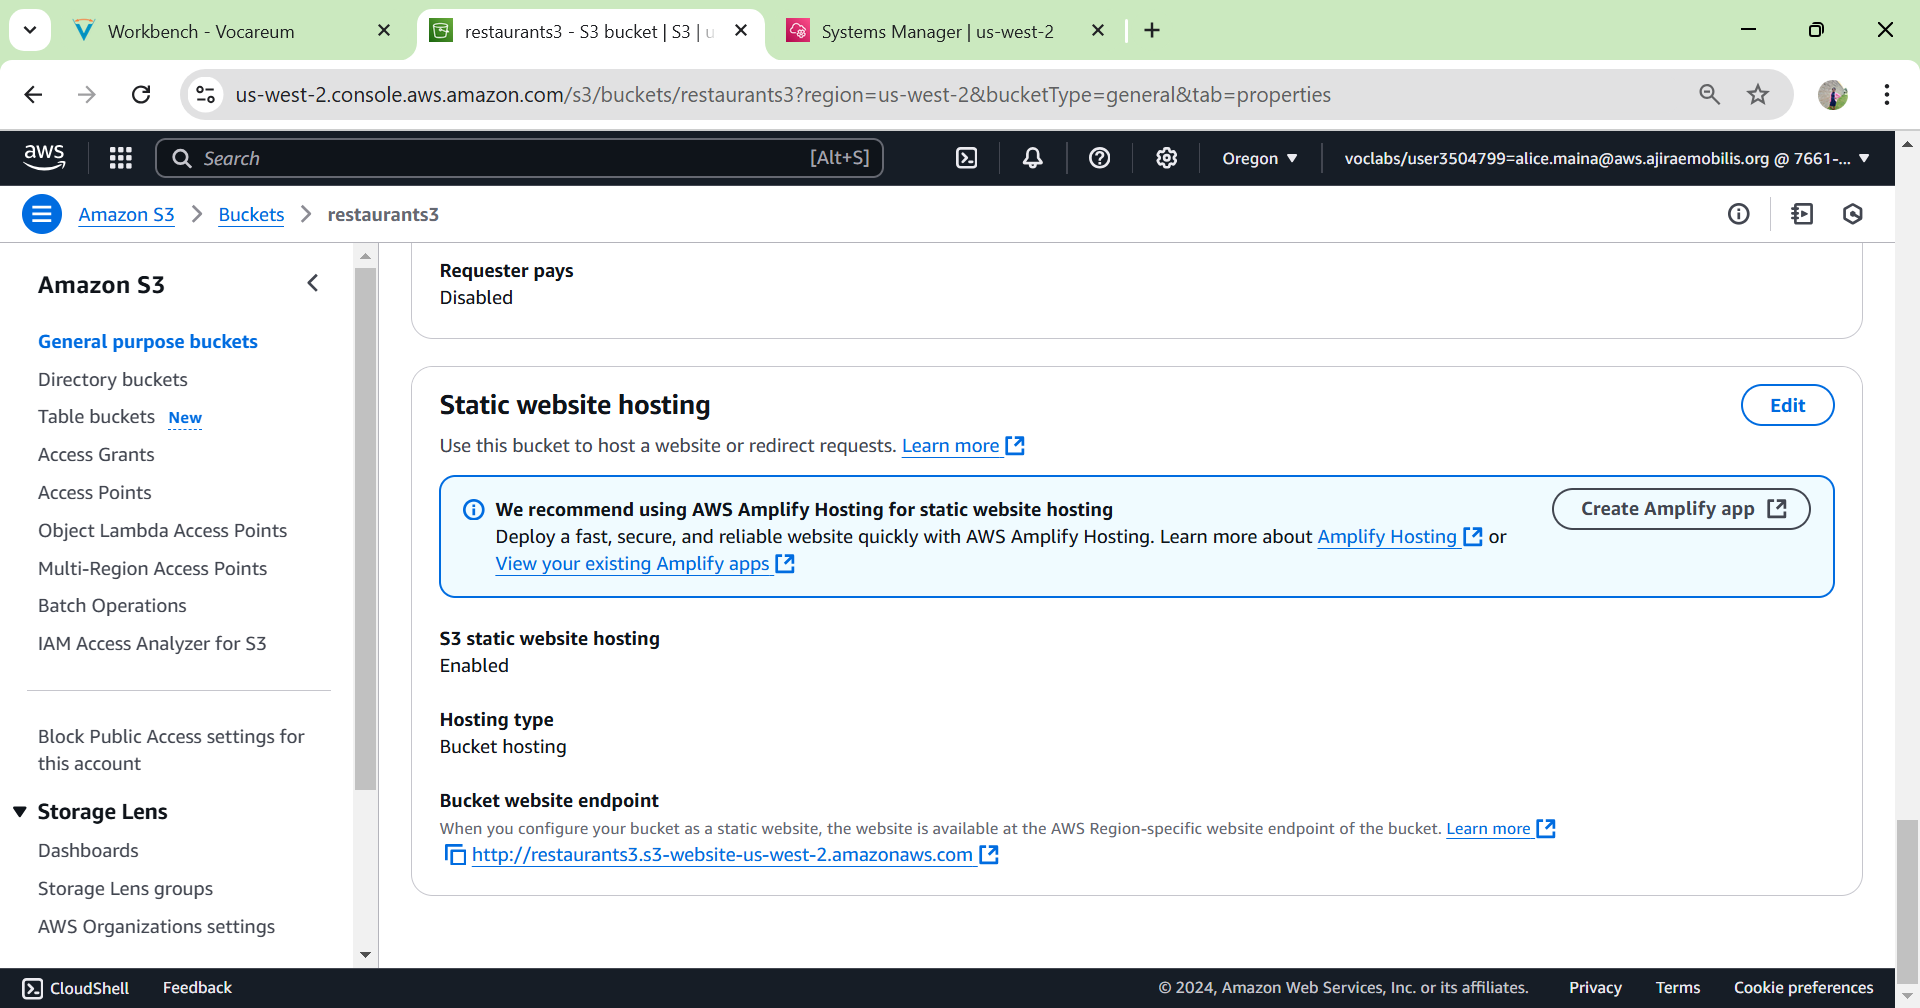 Workbench - Vocareum
restaurants3 - S3 bucket | S3 | u
Systems Manager | us-west-2
us-west-2.console.aws.amazon.com/s3/buckets/restaurants3?region=us-west-2&bucketType=general&tab=properties
aws
Search
[Alt+S]
Oregon
voclabs/user3504799=alice.maina@aws.ajiraemobilis.org @ 7661-...
Amazon S3
Buckets
restaurants3
Amazon S3
General purpose buckets
Directory buckets
Table buckets New
Access Grants
Access Points
Object Lambda Access Points
Multi-Region Access Points
Batch Operations
IAM Access Analyzer for S3
Block Public Access settings for
this account
Storage Lens
Dashboards
Storage Lens groups
AWS Organizations settings
Requester pays
Disabled
Static website hosting
Edit
Use this bucket to host a website or redirect requests. Learn more
We recommend using AWS Amplify Hosting for static website hosting
Deploy a fast, secure, and reliable website quickly with AWS Amplify Hosting. Learn more about Amplify Hosting or
View your existing Amplify apps
Create Amplify app
S3 static website hosting
Enabled
Hosting type
Bucket hosting
Bucket website endpoint
When you configure your bucket as a static website, the website is available at the AWS Region-specific website endpoint of the bucket. Learn more
http://restaurants3.s3-website-us-west-2.amazonaws.com
CloudShell
Feedback
© 2024, Amazon Web Services, Inc. or its affiliates.
Privacy
Terms
Cookie preferences